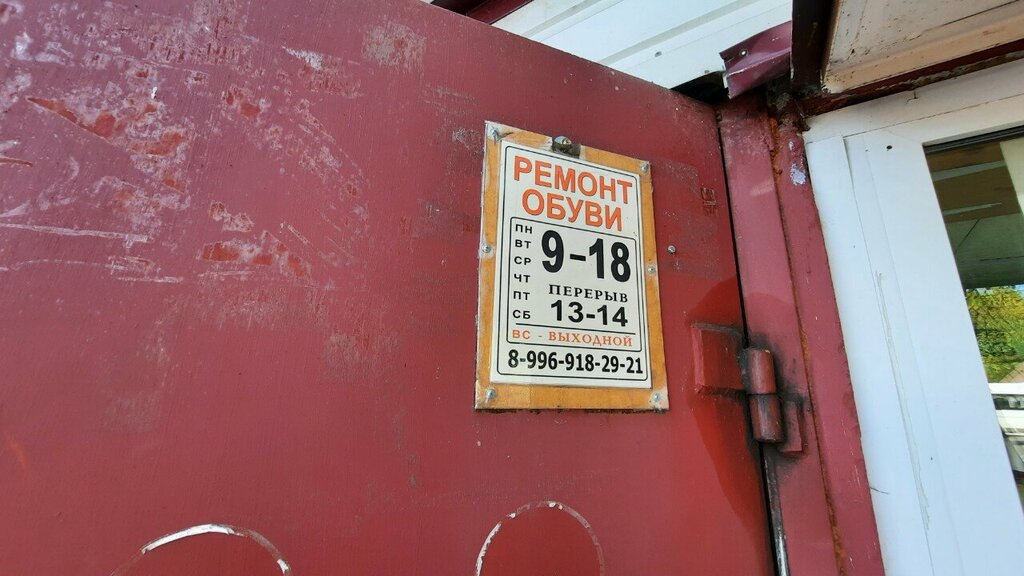 РЕМОНТ
ОБУВИ
ПН
ВТ
СР
ЧТ
ПТ
СБ
9-18
ПЕРЕРЫВ
13-14
ВС - ВЫХОДНОЙ
8-996-918-29-21